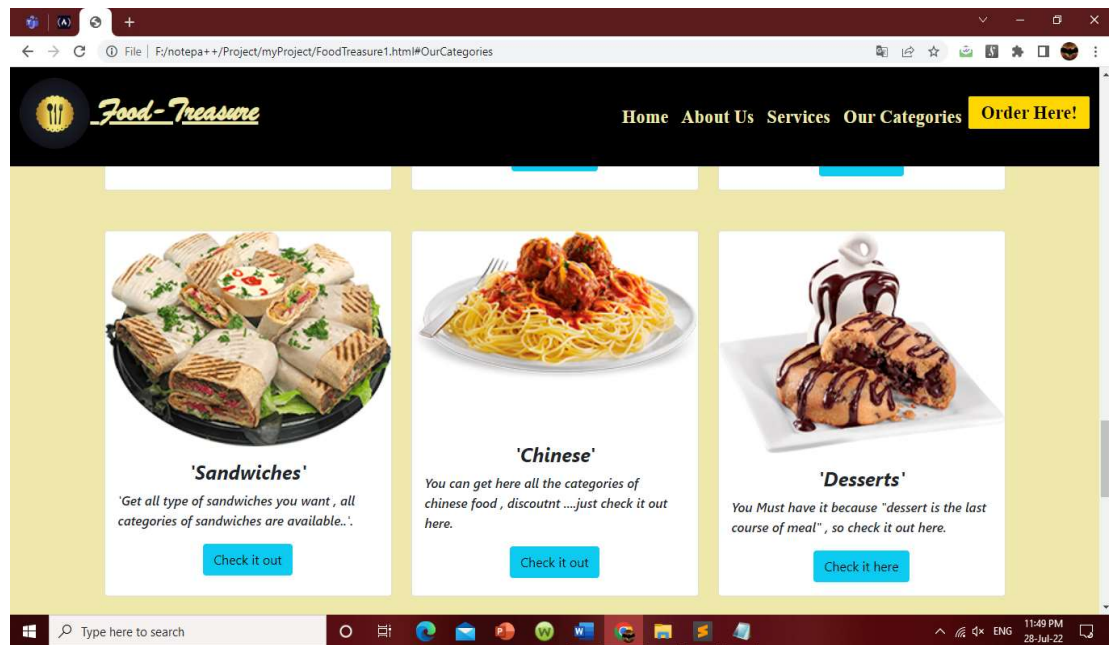 File | F:/notepa++/Project/myProject/FoodTreasure1.html#OurCategories
Food-Treasure
Home About Us Services Our Categories Order Here!
'Sandwiches'
'Get all type of sandwiches you want , all
categories of sandwiches are available..'.
Check it out
'Chinese'
You can get here all the categories of
chinese food , discoutnt ....just check it out
here.
Check it out
'Desserts'
You Must have it because "dessert is the last
course of meal" , so check it out here.
Check it here
Type here to search
ENG
11:49 PM
28-Jul-22